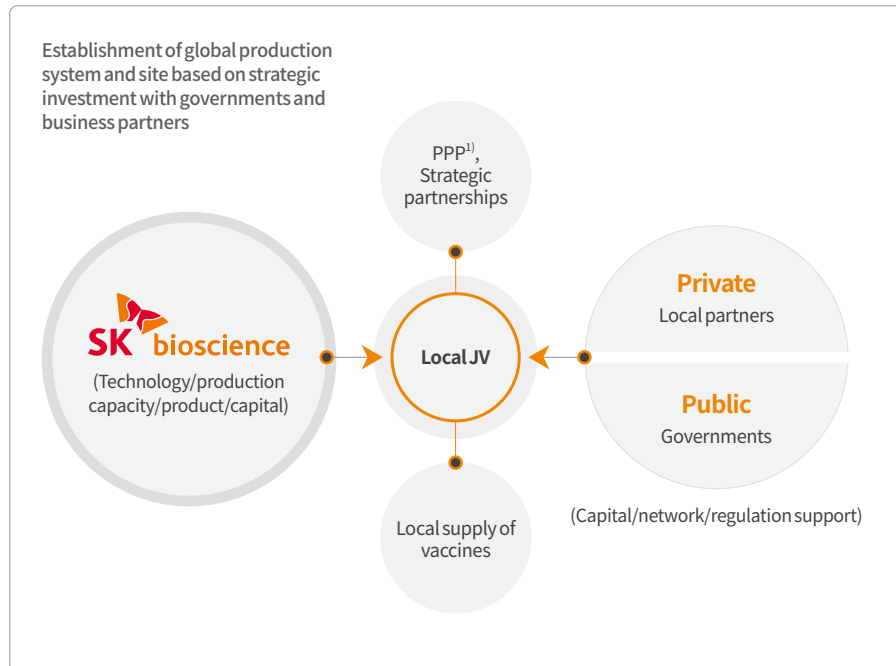 Establishment of global production
system and site based on strategic
investment with governments and
business partners
PPP1),
Strategic
partnerships
SK bioscience
(Technology/production
capacity/product/capital)
Local JV
Private
Local partners
Public
Governments
(Capital/network/regulation support)
Local supply of
vaccines